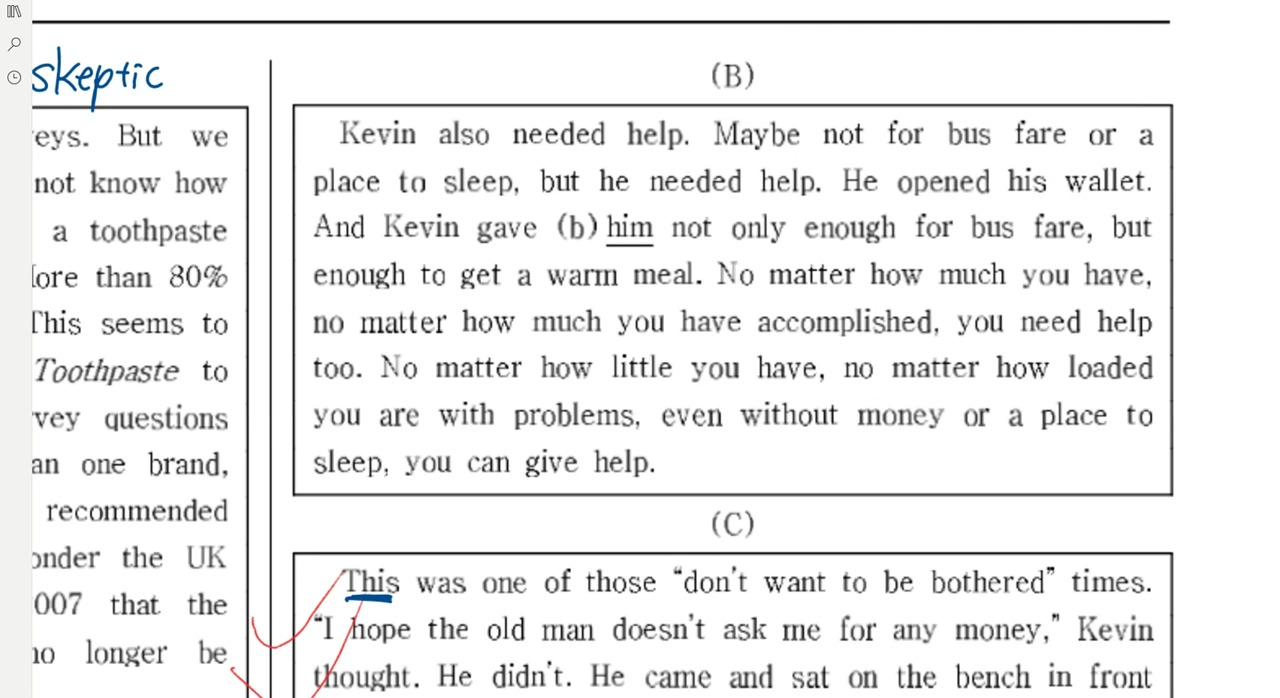 skeptic
eys. But we
not know how
a toothpaste
ore than 80%
This seems to
Toothpaste to
vey questions
an one brand,
recommended
onder the UK
007 that the
no longer be
(B)
Kevin also needed help. Maybe not for bus fare or a
place to sleep, but he needed help. He opened his wallet.
And Kevin gave (b) him not only enough for bus fare, but
enough to get a warm meal. No matter how much you have,
no matter how much you have accomplished, you need help
too. No matter how little you have, no matter how loaded
you are with problems, even without money or a place to
sleep, you can give help.
(C)
This was one of those “don't want to be bothered” times.
“I hope the old man doesn't ask me for any money,” Kevin
thought. He didn't. He came and sat on the bench in front